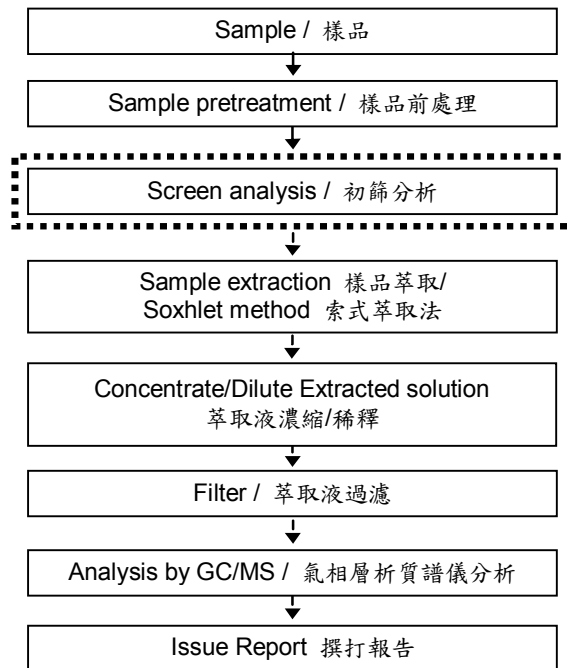 Sample / 樣品
Sample pretreatment / 樣品前處理
Screen analysis / 初篩分析
Sample extraction 樣品萃取/
Soxhlet method 索式萃取法
Concentrate/Dilute Extracted solution
萃取液濃縮/稀釋
Filter / 萃取液過濾
Analysis by GC/MS / 氣相層析質譜儀分析
Issue Report 撰打報告